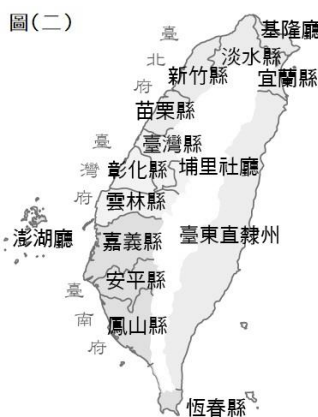 圖(二)
臺北府
基隆廳
淡水縣
新竹縣
宜蘭縣
苗栗縣
臺灣府
臺灣縣
彰化縣
埔里社廳
雲林縣
澎湖廳
嘉義縣
臺東直隸州
臺南府
安平縣
鳳山縣
恆春縣